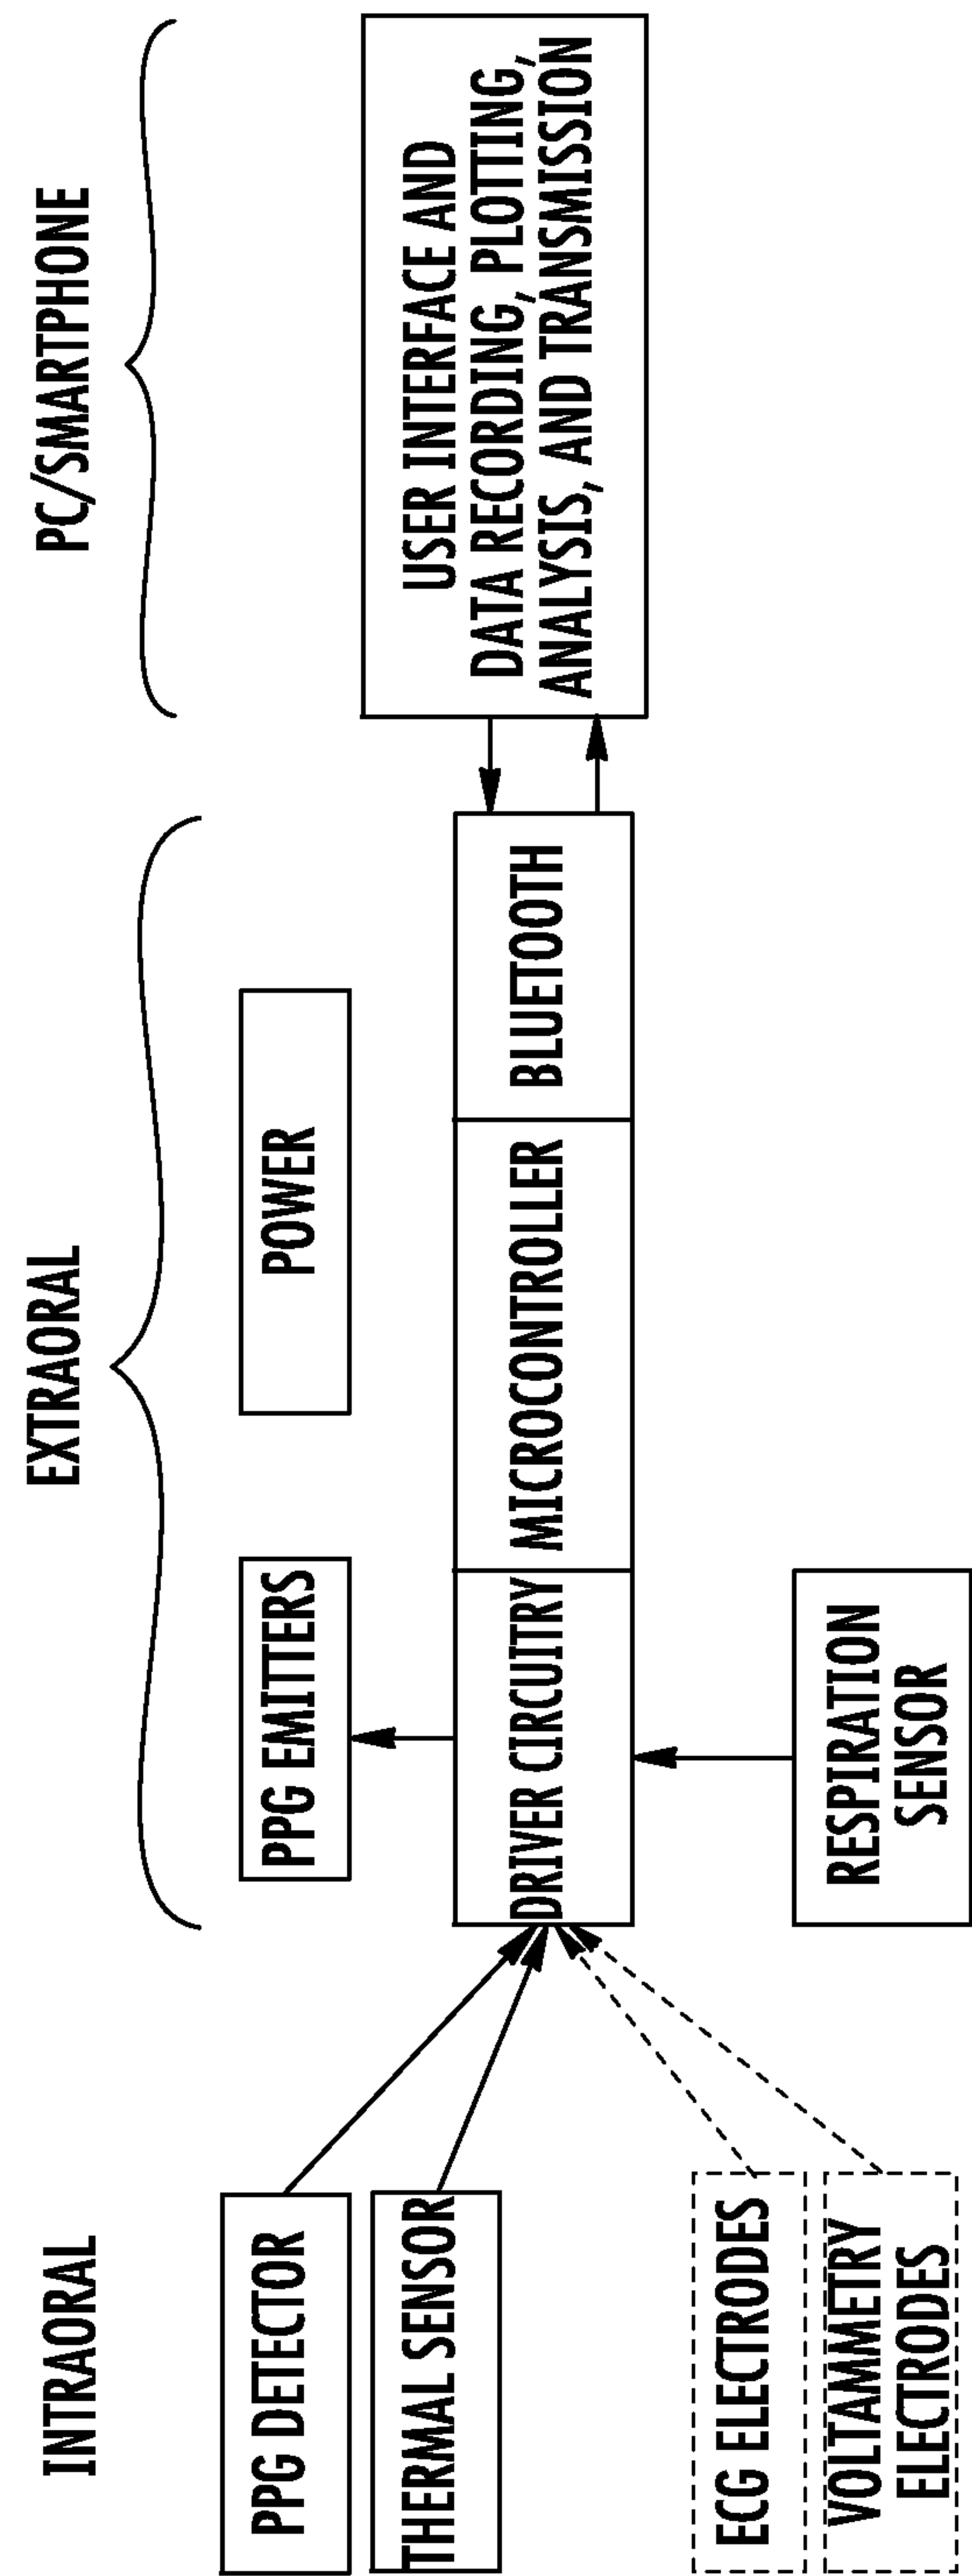 INTRAORAL
EXTRAORAL
PC/SMARTPHONE
PPG DETECTOR
THERMAL SENSOR
ECG ELECTRODES
VOLTAMMETRY
ELECTRODES
PPG EMITTERS
POWER
DRIVER CIRCUITRY
MICROCONTROLLER
BLUETOOTH
RESPIRATION
SENSOR
USER INTERFACE AND
DATA RECORDING, PLOTTING,
ANALYSIS, AND TRANSMISSION